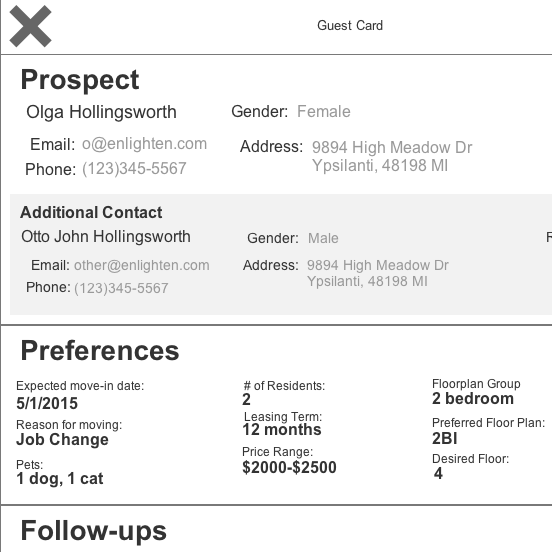 Guest Card
Prospect
Olga Hollingsworth Gender: Female
Email: o@enlighten.com Address: 9894 High Meadow Dr
Phone: (123)345-5567 Ypsilanti, 48198 MI
Additional Contact
Otto John Hollingsworth Gender: Male R
Email: other@enlighten.com Address: 9894 High Meadow Dr
Phone: (123)345-5567 Ypsilanti, 48198 MI
Preferences
Expected move-in date: # of Residents: Floorplan Group
5/1/2015 2 2 bedroom
Reason for moving: Leasing Term: Preferred Floor Plan:
Job Change 12 months 2BI
Pets: Price Range: Desired Floor:
1 dog, 1 cat $2000-$2500 4
Follow-ups